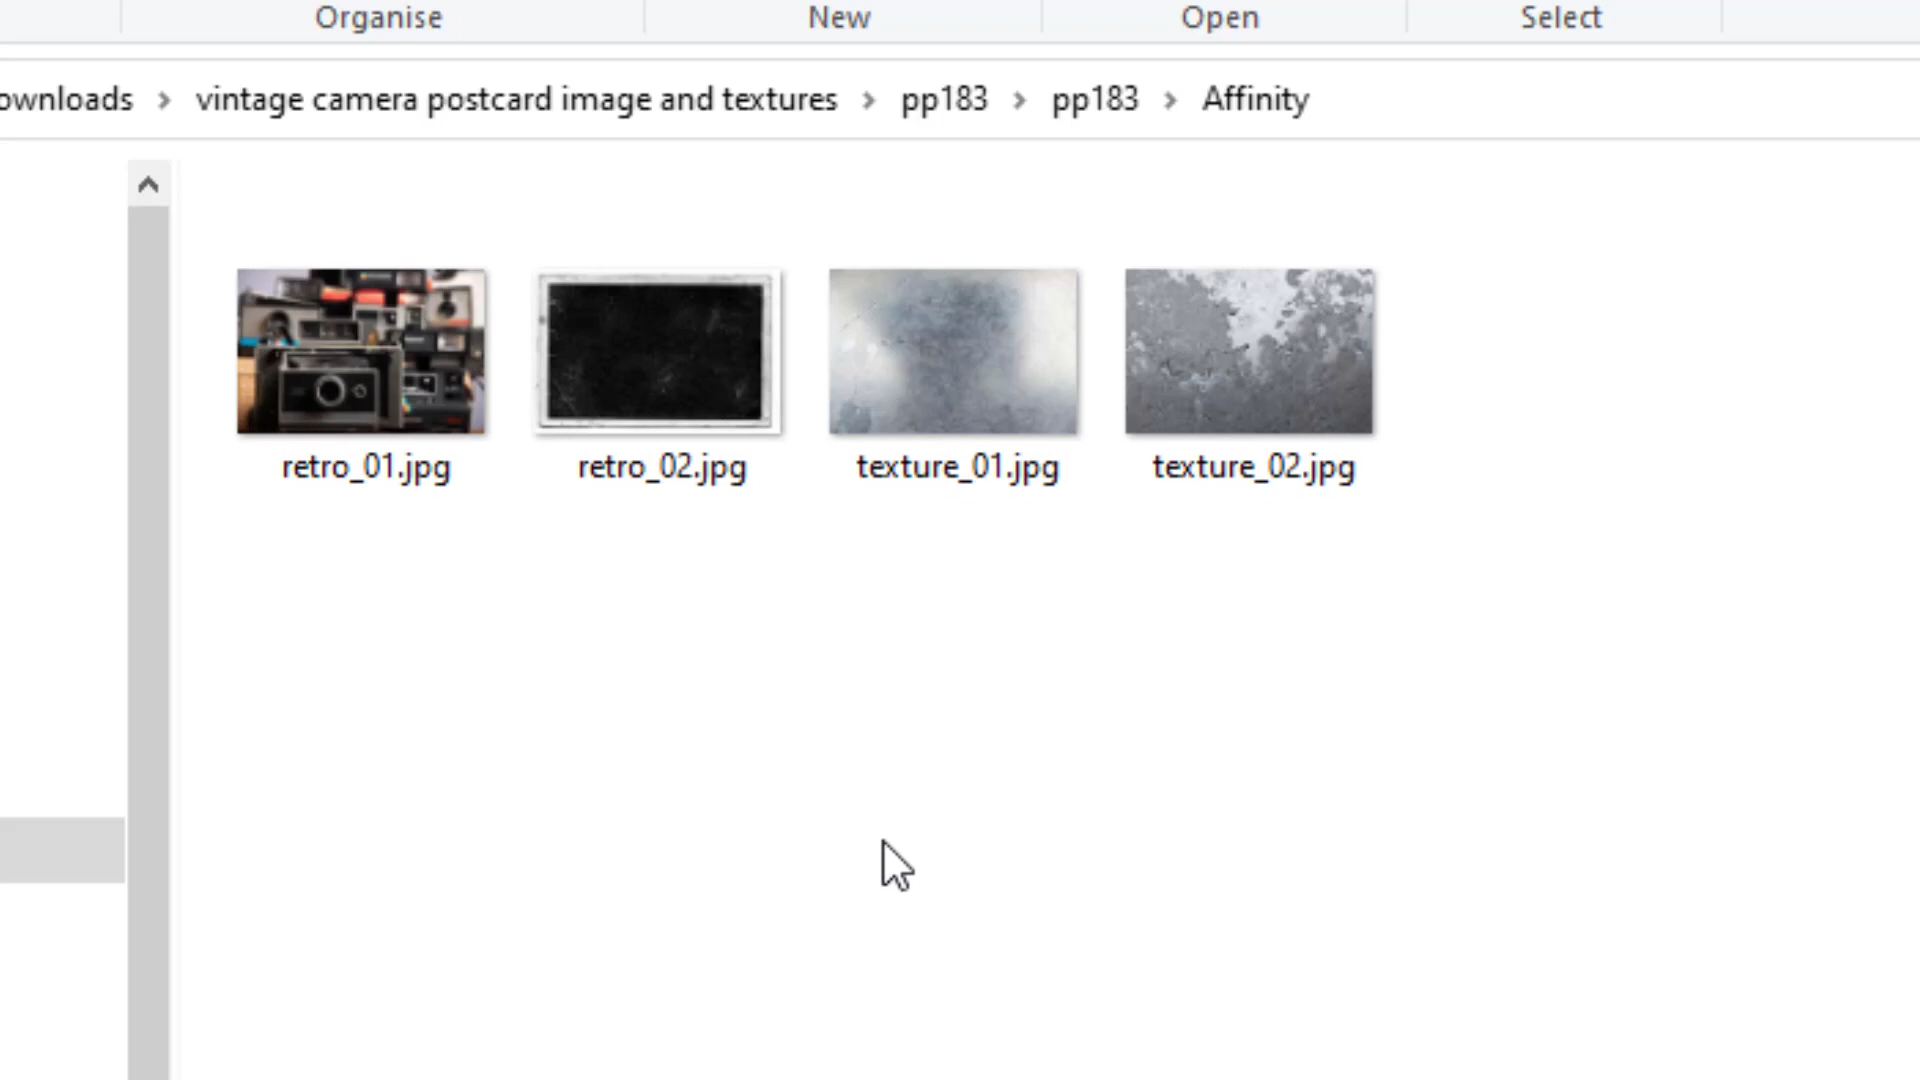 Organise New Open Select
ownloads > vintage camera postcard image and textures > pp183 > pp183 > Affinity
retro_01.jpg retro_02.jpg texture_01.jpg texture_02.jpg